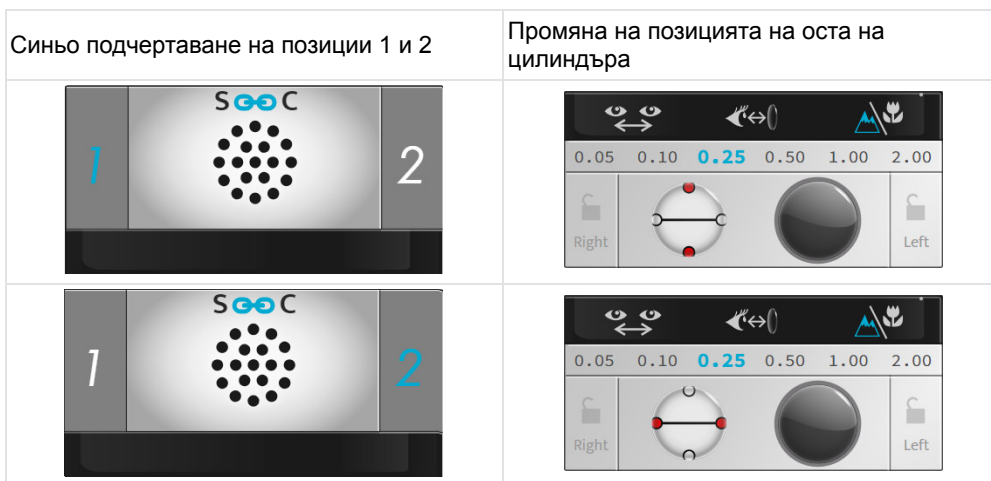 Синьо подчертаване на позиции 1 и 2
Промяна на позицията на оста на
цилиндъра
S C
1
2
0.05 0.10 0.25 0.50 1.00 2.00
Right
Left
S C
1
2
0.05 0.10 0.25 0.50 1.00 2.00
Right
Left